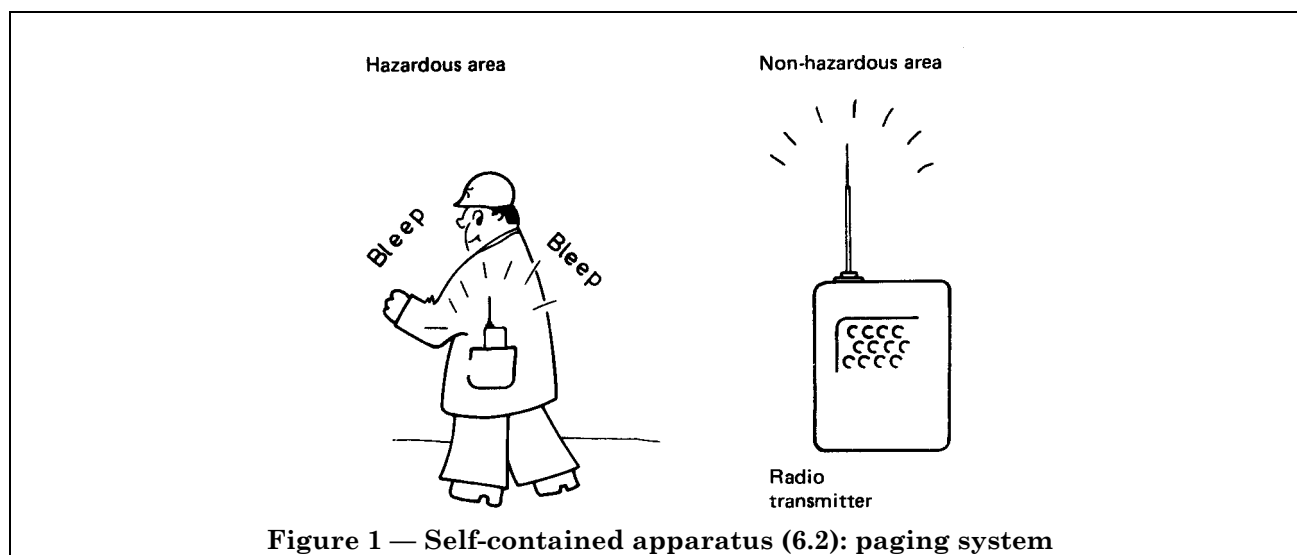 Hazardous area
Non-hazardous area
Bleep
Bleep
Radio
transmitter
Figure 1 — Self-contained apparatus (6.2): paging system